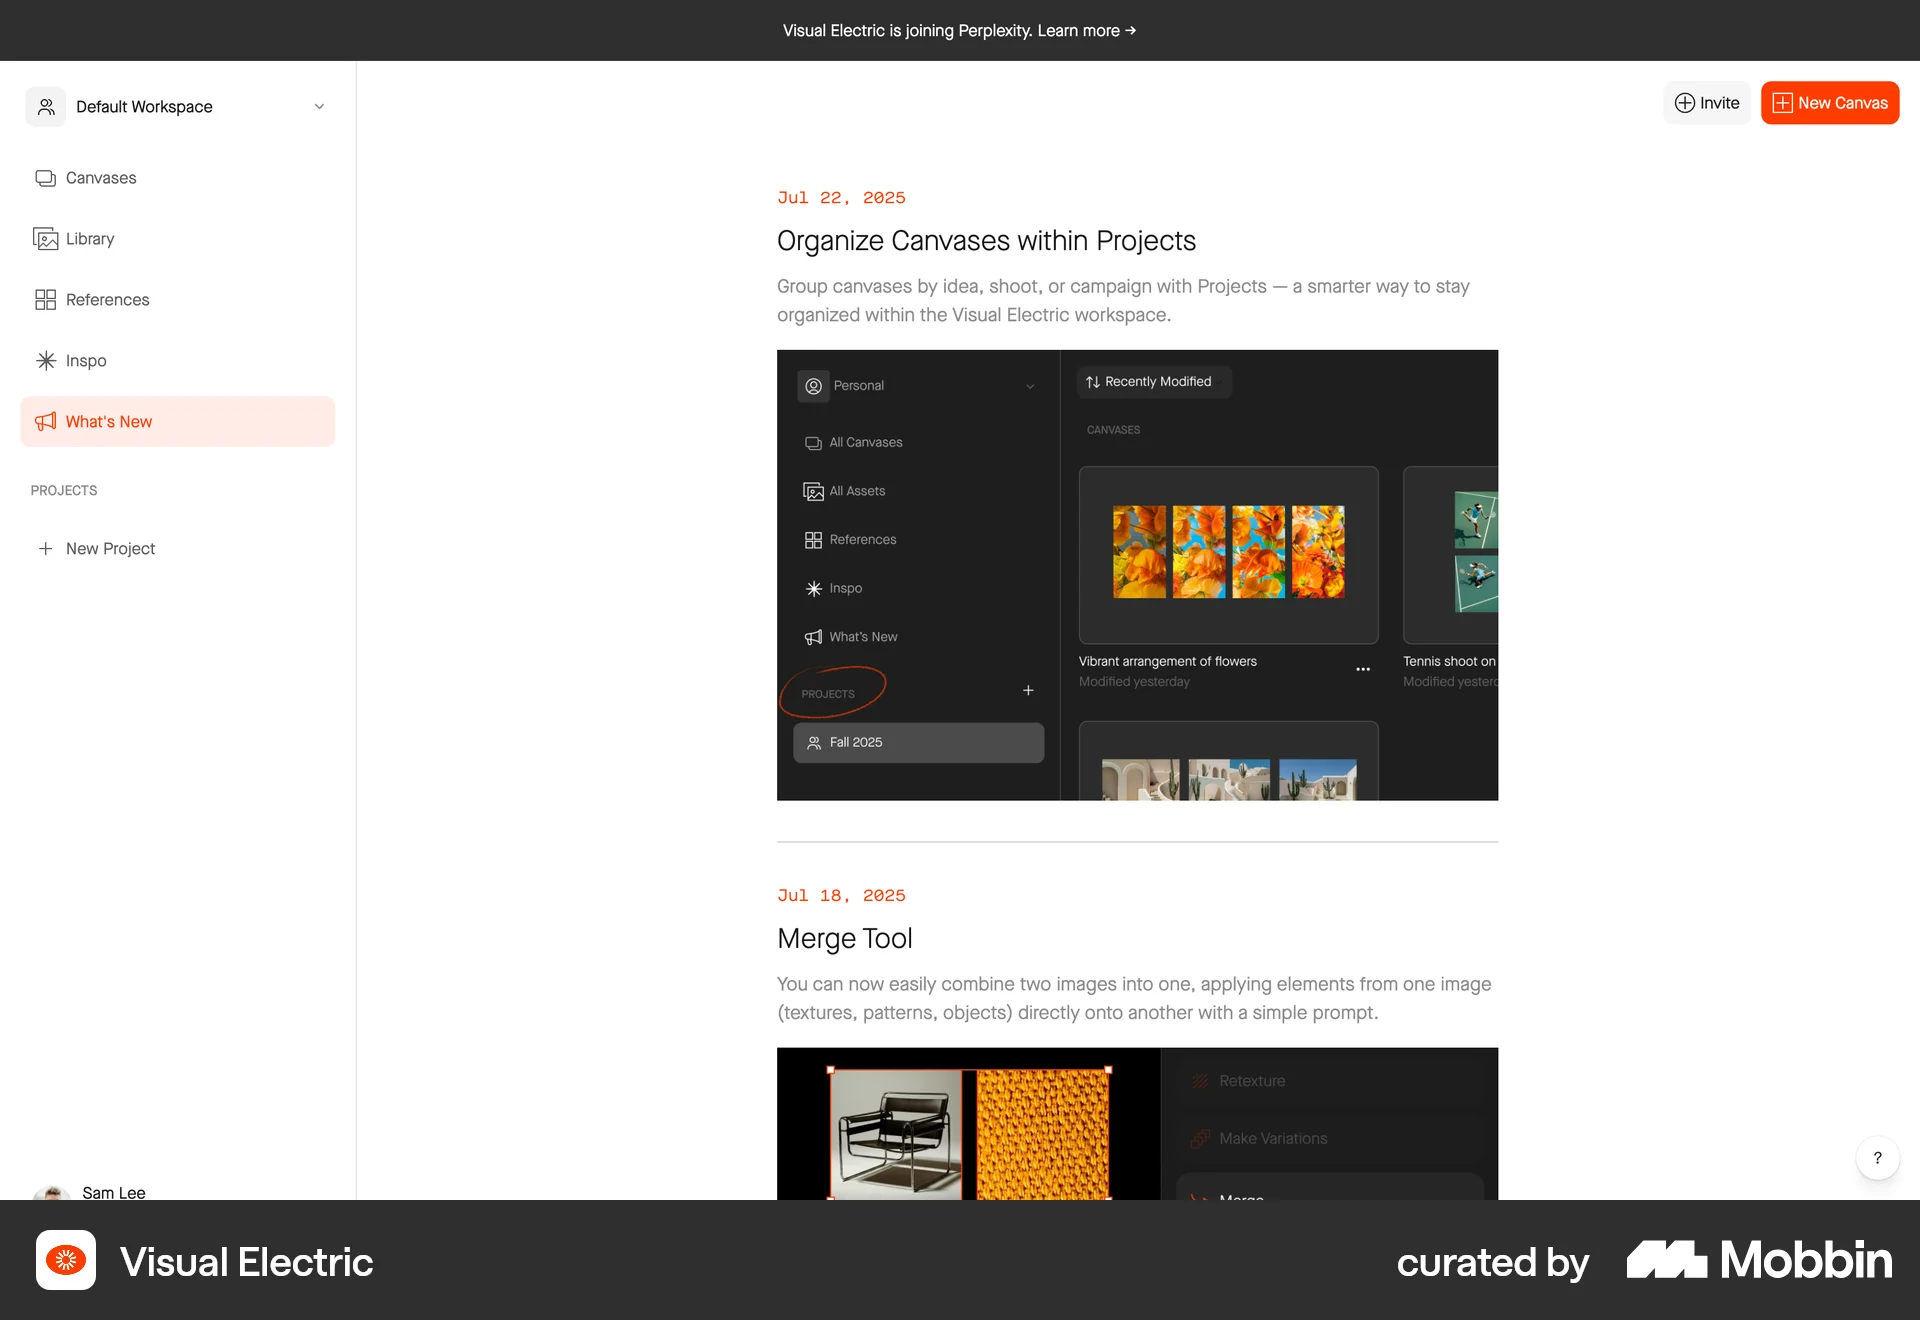 Visual Electric is joining Perplexity. Learn more →
Default Workspace
Canvases
Library
References
Inspo
What's New
PROJECTS
New Project
Sam Lee
Invite
New Canvas
Jul 22, 2025
Organize Canvases within Projects
Group canvases by idea, shoot, or campaign with Projects — a smarter way to stay
organized within the Visual Electric workspace.
Personal
All Canvases
All Assets
References
Inspo
What's New
PROJECTS
Fall 2025
Recently Modified
CANVASES
Vibrant arrangement of flowers
Modified yesterday
Tennis shoot on
Modified yesterd
Jul 18, 2025
Merge Tool
You can now easily combine two images into one, applying elements from one image
(textures, patterns, objects) directly onto another with a simple prompt.
Retexture
Make Variations
Merge
?
Visual Electric
curated by
Mobbin